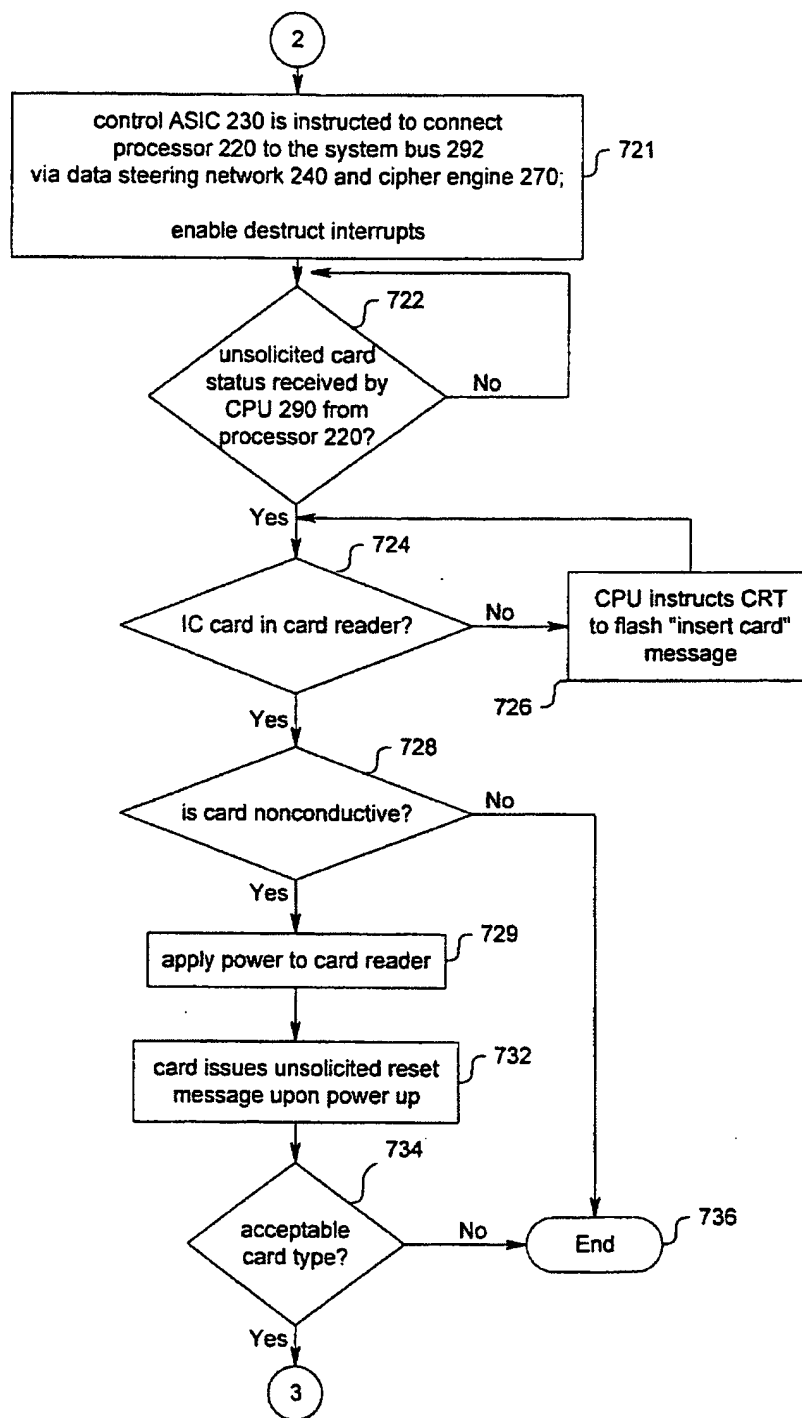 2
control ASIC 230 is instructed to connect
processor 220 to the system bus 292
via data steering network 240 and cipher engine 270;
enable destruct interrupts
721
722
unsolicited card
status received by
CPU 290 from
processor 220?
No
Yes
724
IC card in card reader?
No
CPU instructs CRT
to flash "insert card"
message
726
Yes
728
is card nonconductive?
No
Yes
729
apply power to card reader
card issues unsolicited reset
message upon power up
732
734
acceptable
card type?
No
End
736
Yes
3